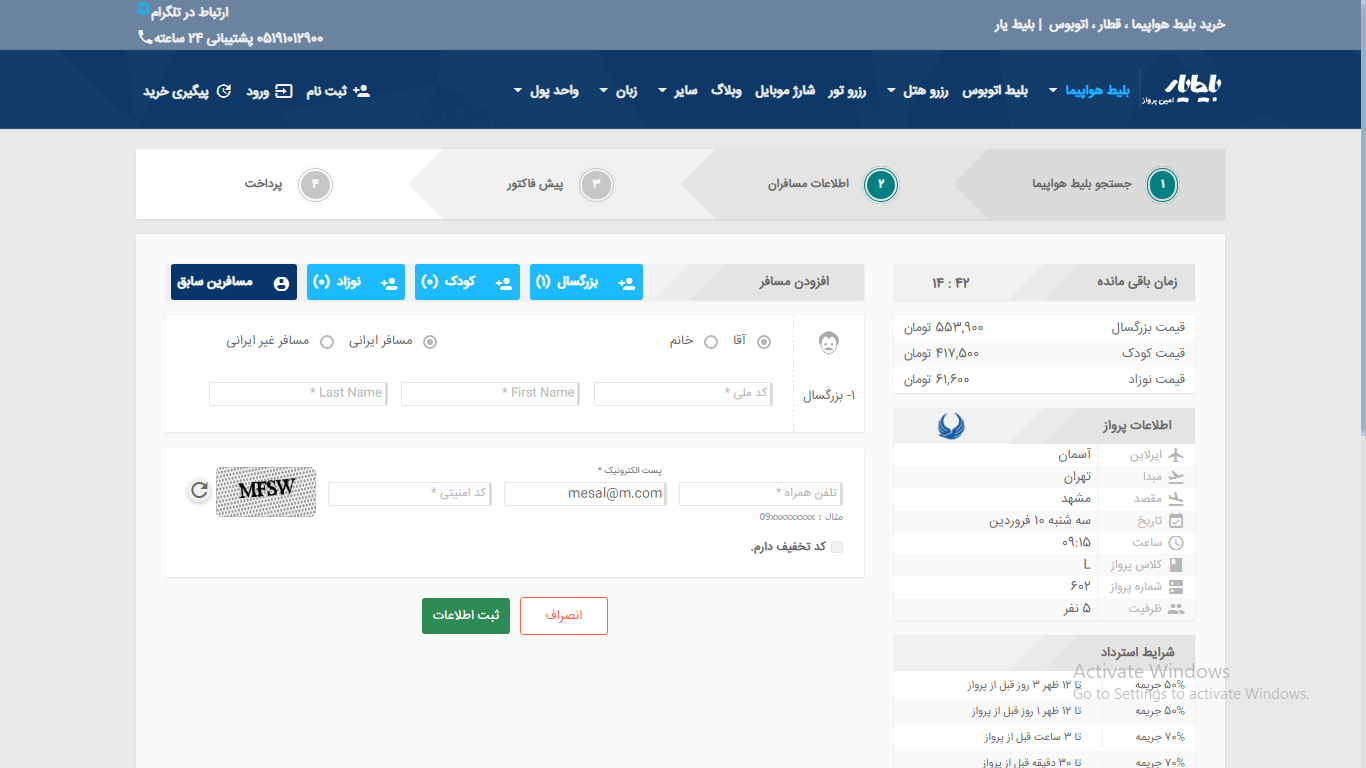 خرید بلیط هواپیما ، قطار ، اتوبوس | بلیط یار
ارتباط در تلگرام
۰۵۱۹۱۰۱۲۹۰۰ پشتیبانی ۲۴ ساعته
بلیط یار
امین پرواز
بلیط هواپیما
بلیط اتوبوس
رزرو هتل
رزرو تور
شارژ موبایل
وبلاگ
سایر
زبان
واحد پول
ثبت نام
ورود
پیگیری خرید
۱ جستجو بلیط هواپیما
۲ اطلاعات مسافران
۳ پیش فاکتور
۴ پرداخت
زمان باقی مانده
۱۴ : ۴۲
قیمت بزرگسال ۵۵۳,۹۰۰ تومان
قیمت کودک ۴۱۷,۵۰۰ تومان
قیمت نوزاد ۶۱,۶۰۰ تومان
اطلاعات پرواز
ایرلاین آسمان
مبدا تهران
مقصد مشهد
تاریخ سه شنبه ۱۰ فروردین
ساعت ۰۹:۱۵
کلاس پرواز L
شماره پرواز ۶۰۲
ظرفیت ۵ نفر
شرایط استرداد
۵۰% جریمه تا ۱۲ ظهر ۳ روز قبل از پرواز
۵۰% جریمه تا ۱۲ ظهر ۱ روز قبل از پرواز
۷۰% جریمه تا ۳ ساعت قبل از پرواز
۷۰% جریمه تا ۳۰ دقیقه قبل از پرواز
افزودن مسافر
بزرگسال (۱)
کودک (۰)
نوزاد (۰)
مسافرین سابق
۱- بزرگسال
آقا
خانم
مسافر ایرانی
مسافر غیر ایرانی
کد ملی *
First Name *
Last Name *
تلفن همراه *
مثال : 09xxxxxxxxx
پست الکترونیک *
mesal@m.com
کد امنیتی *
MFSW
کد تخفیف دارم.
انصراف
ثبت اطلاعات
Activate Windows
Go to Settings to activate Windows.